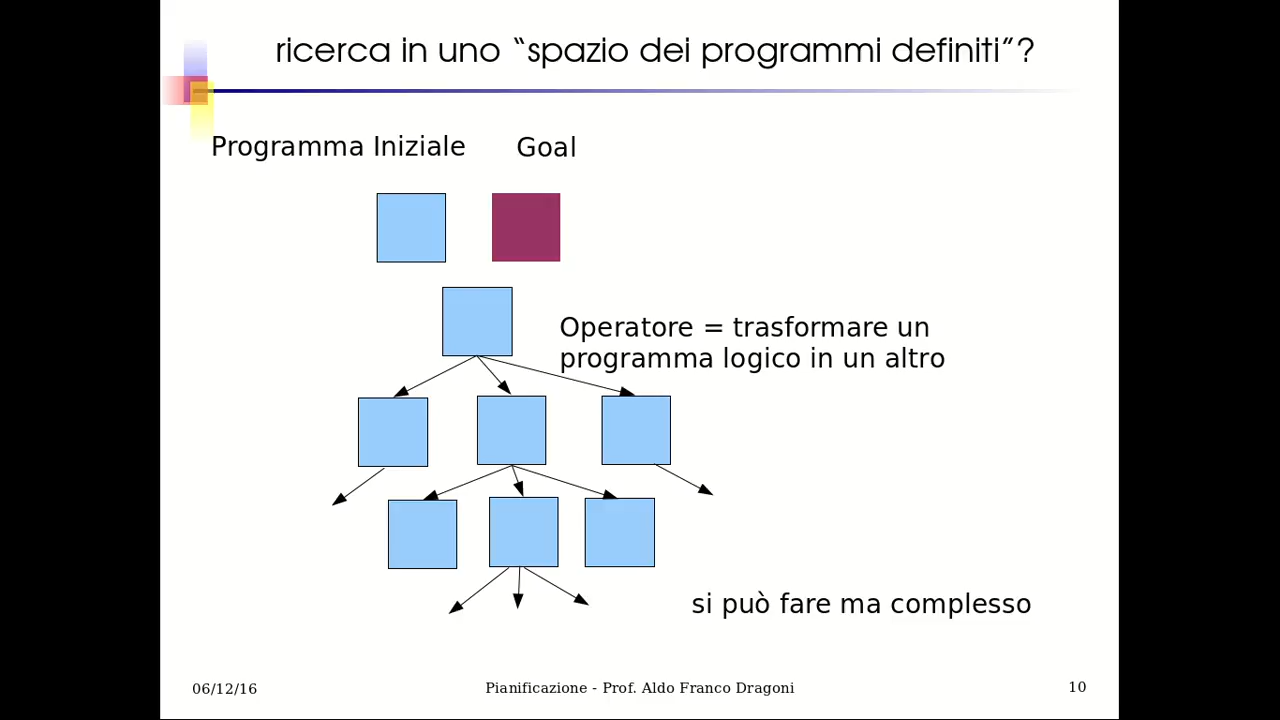 ricerca in uno “spazio dei programmi definiti”?
Programma Iniziale
Goal
Operatore = trasformare un
programma logico in un altro
si può fare ma complesso
06/12/16
Pianificazione - Prof. Aldo Franco Dragoni
10